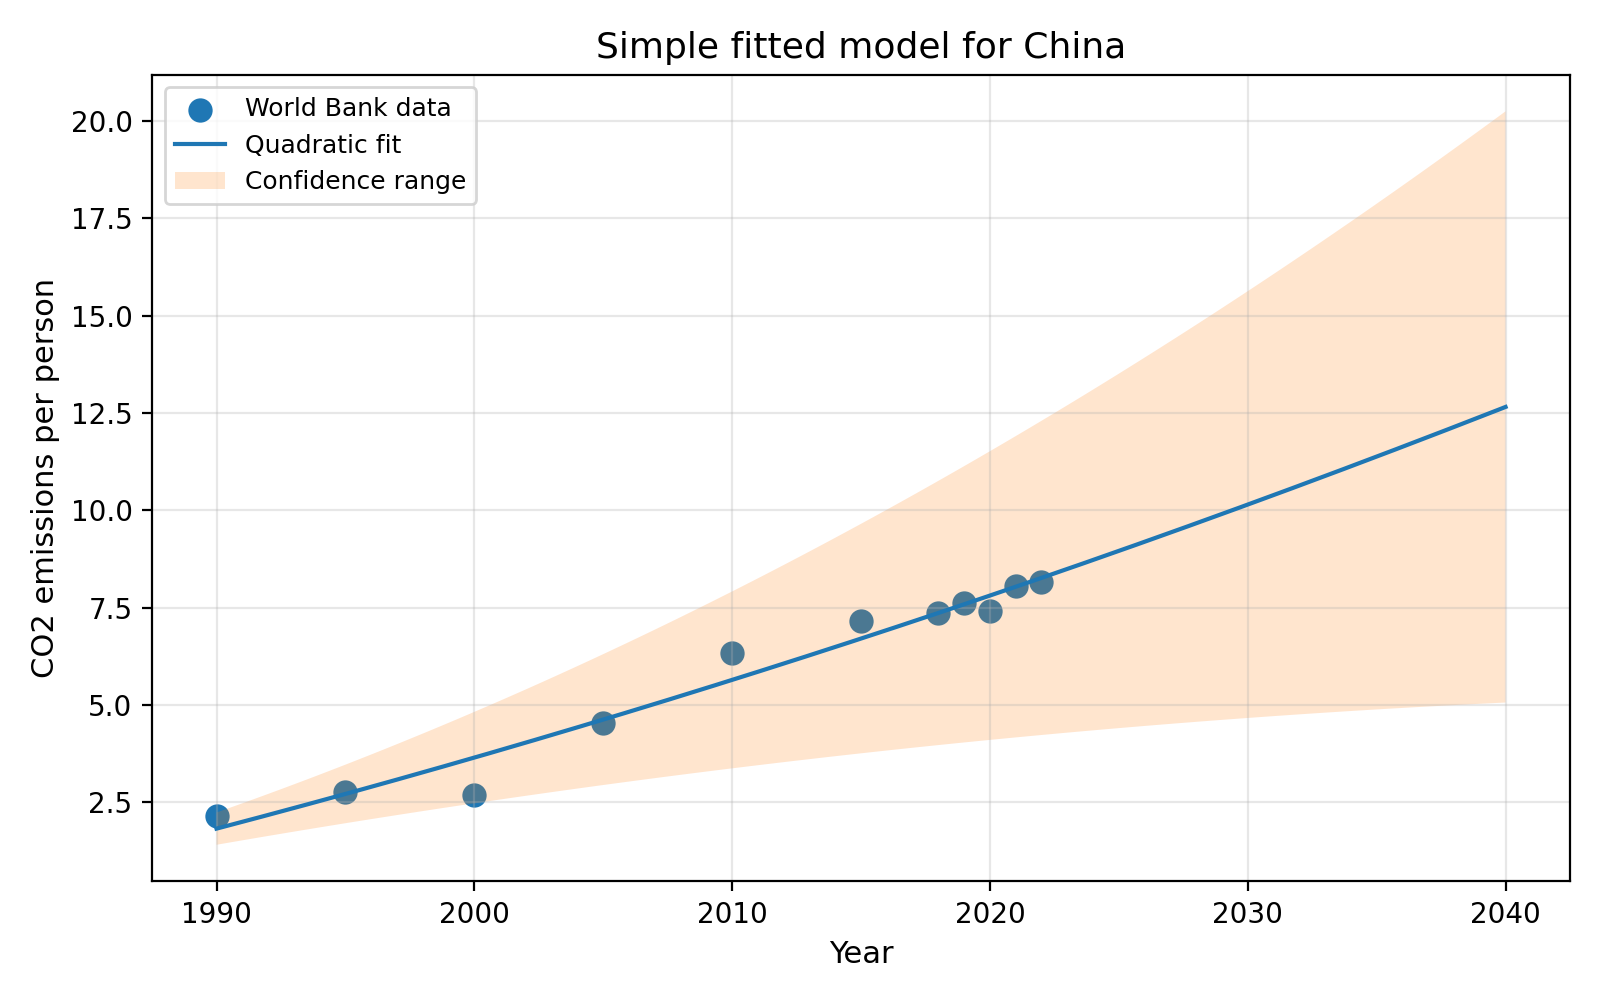 Simple fitted model for China
World Bank data
Quadratic fit
Confidence range
20.0
17.5
15.0
12.5
10.0
7.5
5.0
2.5
CO2 emissions per person
1990 2000 2010 2020 2030 2040
Year